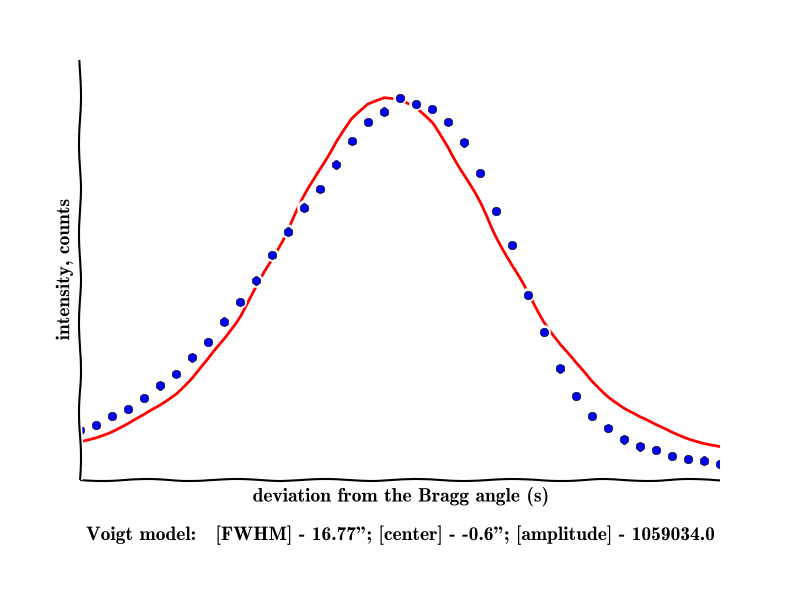 intensity, counts
deviation from the Bragg angle (s)
Voigt model: [FWHM] - 16.77”; [center] - -0.6”; [amplitude] - 1059034.0